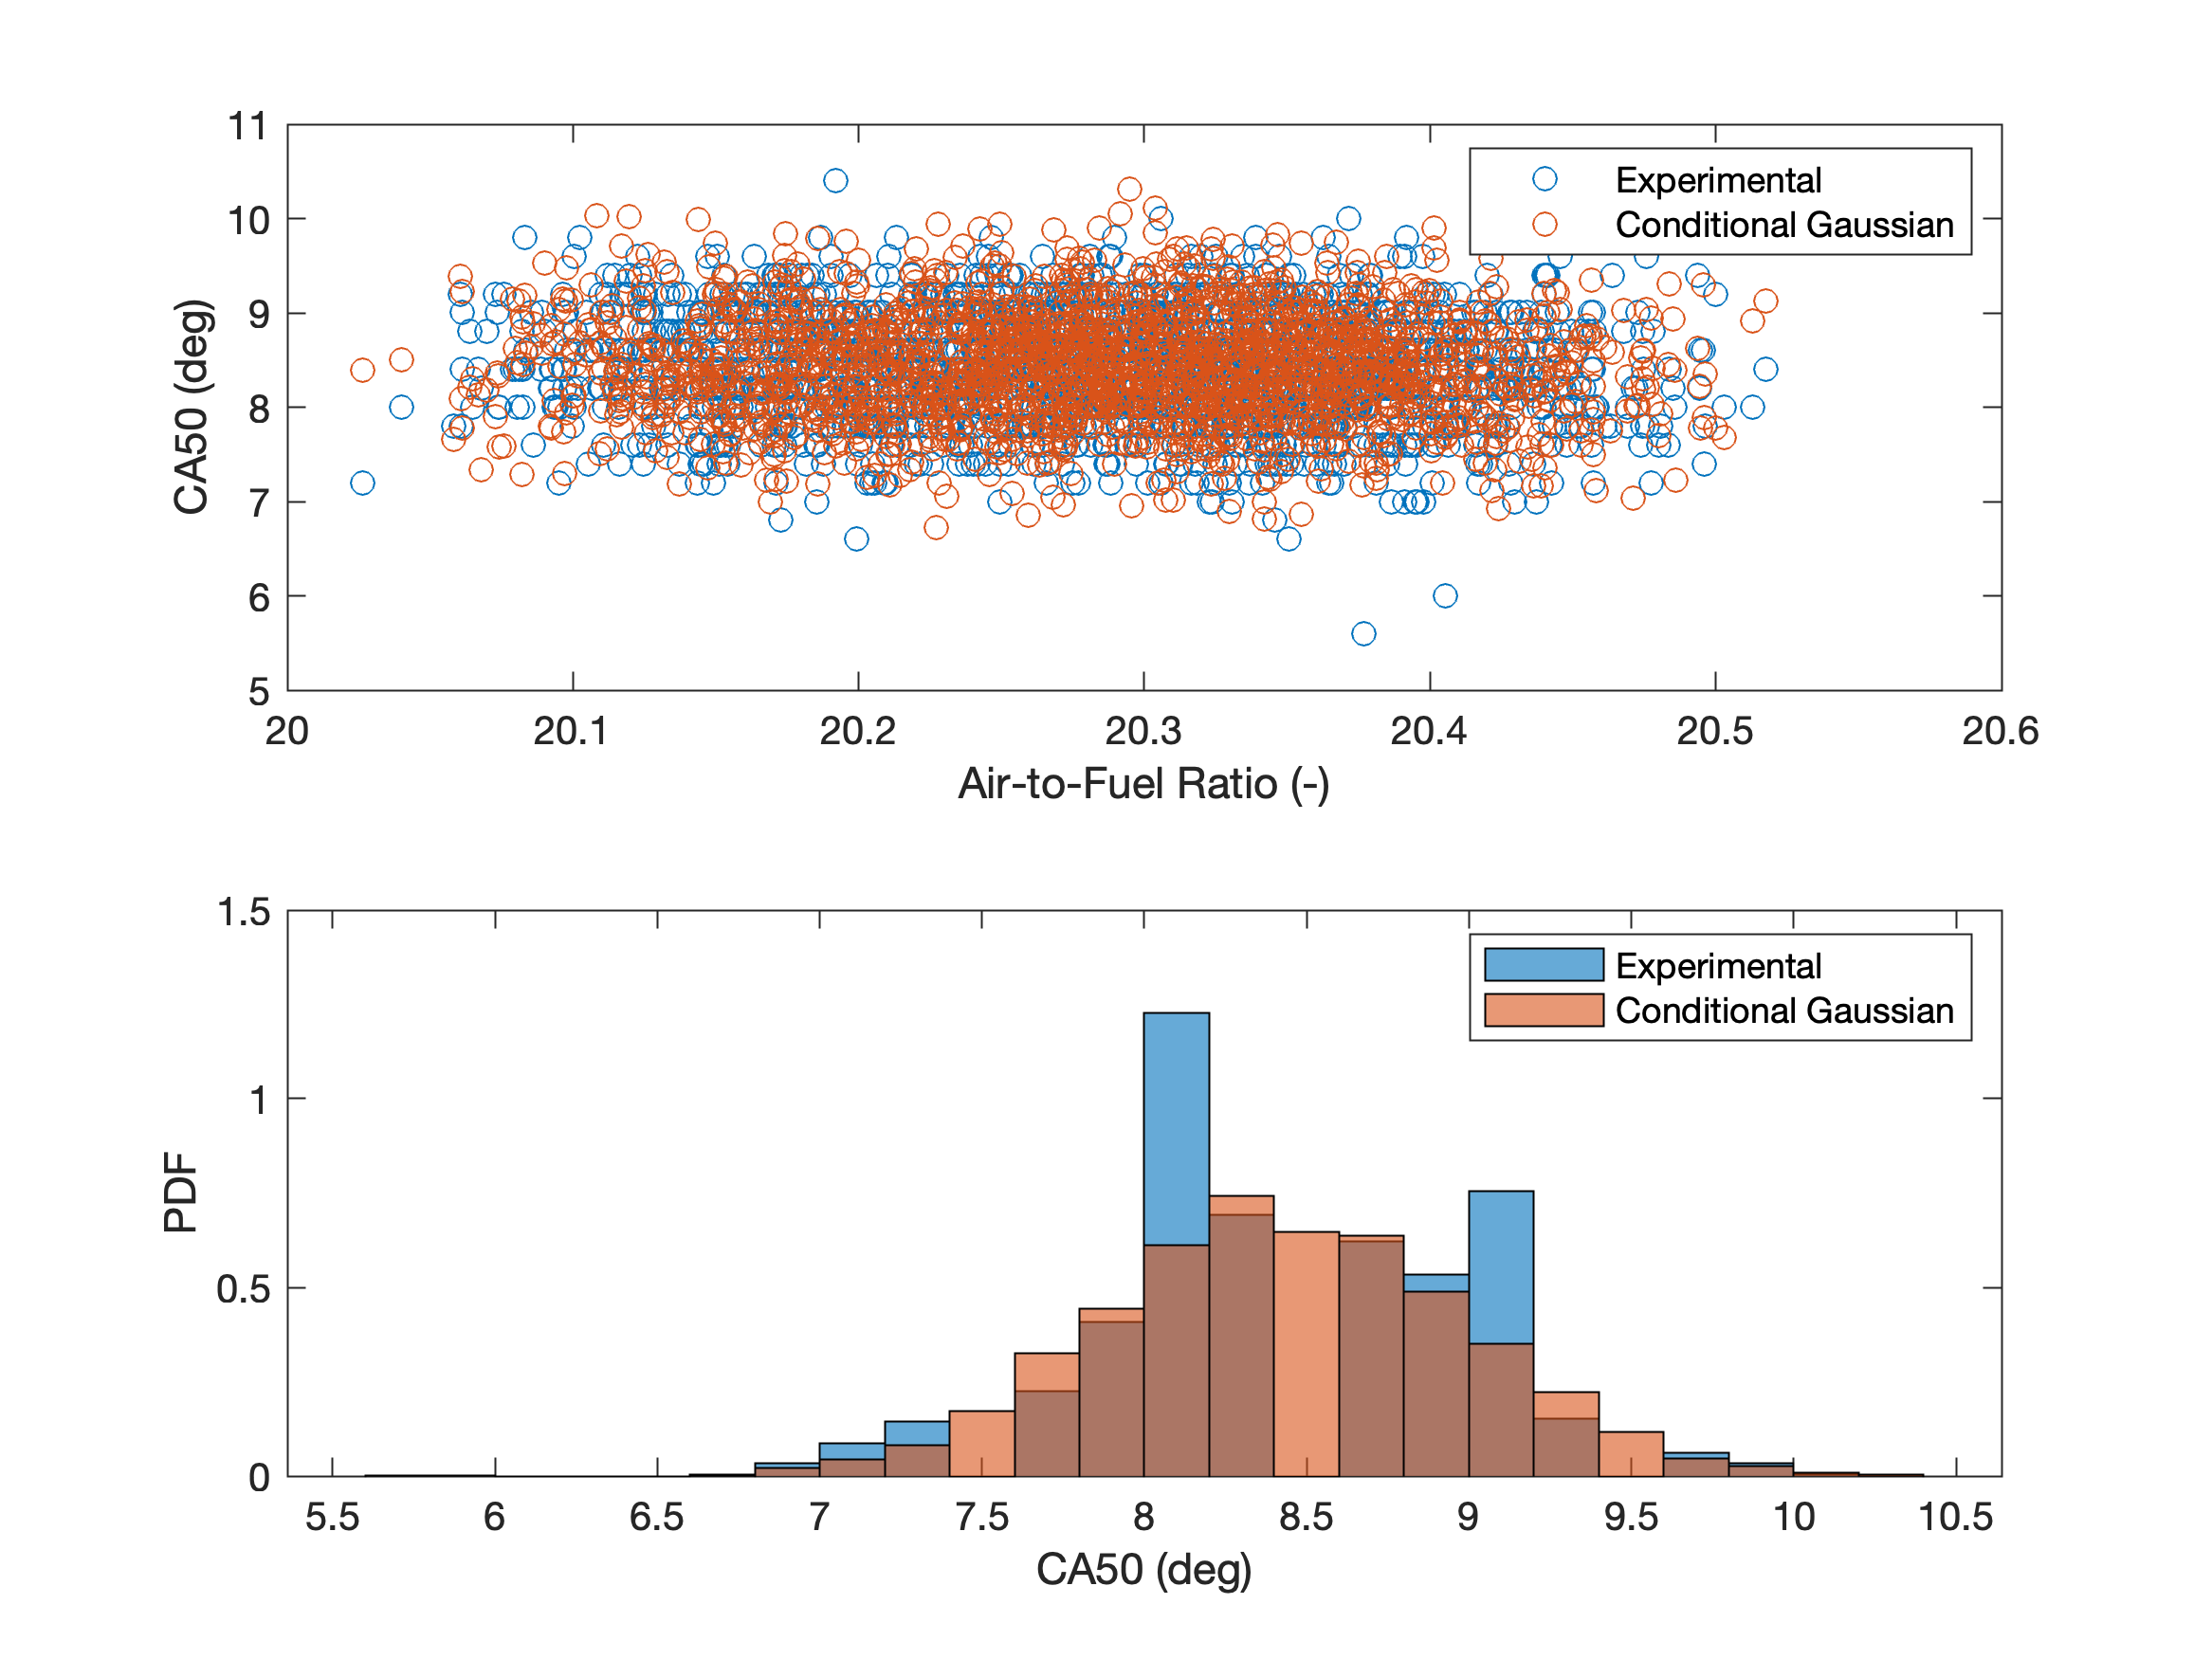 11
10
9
8
7
6
5
CA50 (deg)
Experimental
Conditional Gaussian
20 20.1 20.2 20.3 20.4 20.5 20.6
Air-to-Fuel Ratio (-)
1.5
1
0.5
0
PDF
Experimental
Conditional Gaussian
5.5 6 6.5 7 7.5 8 8.5 9 9.5 10 10.5
CA50 (deg)